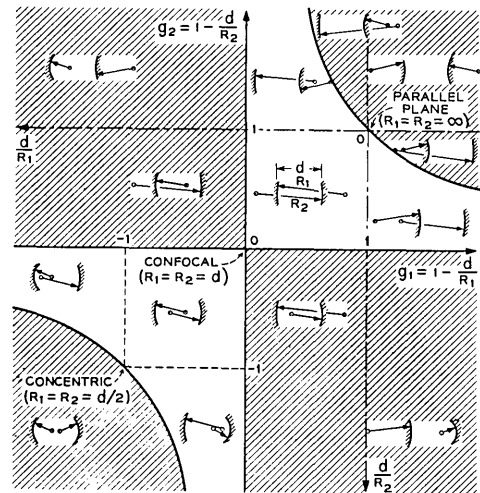 g₂ = 1 - d/R₂
PARALLEL
PLANE
(R₁ = R₂ = ∞)
d/R₁
1
0
d
R₁
R₂
-1
0
1
CONFOCAL
(R₁ = R₂ = d)
g₁ = 1 - d/R₁
-1
CONCENTRIC
(R₁ = R₂ = d/2)
d/R₂